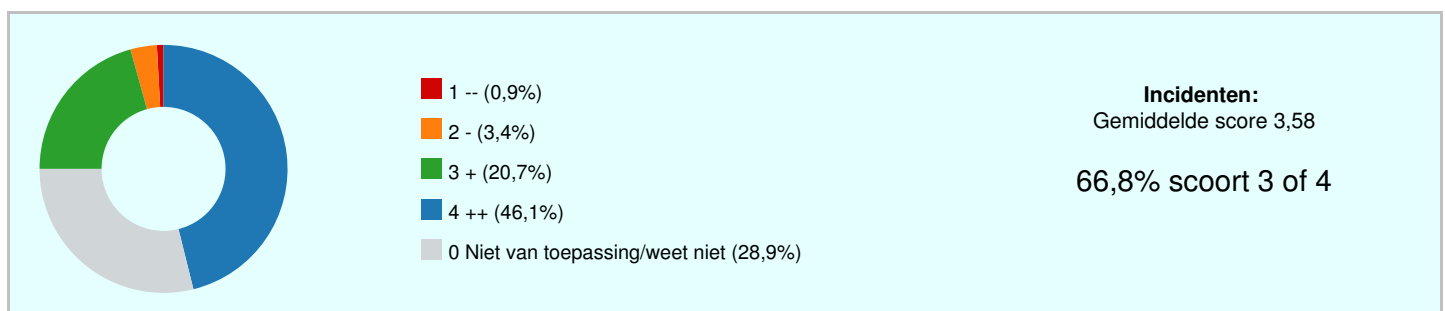 1 -- (0,9%)
2 - (3,4%)
3 + (20,7%)
4 ++ (46,1%)
0 Niet van toepassing/weet niet (28,9%)
Incidenten:
Gemiddelde score 3,58
66,8% scoort 3 of 4